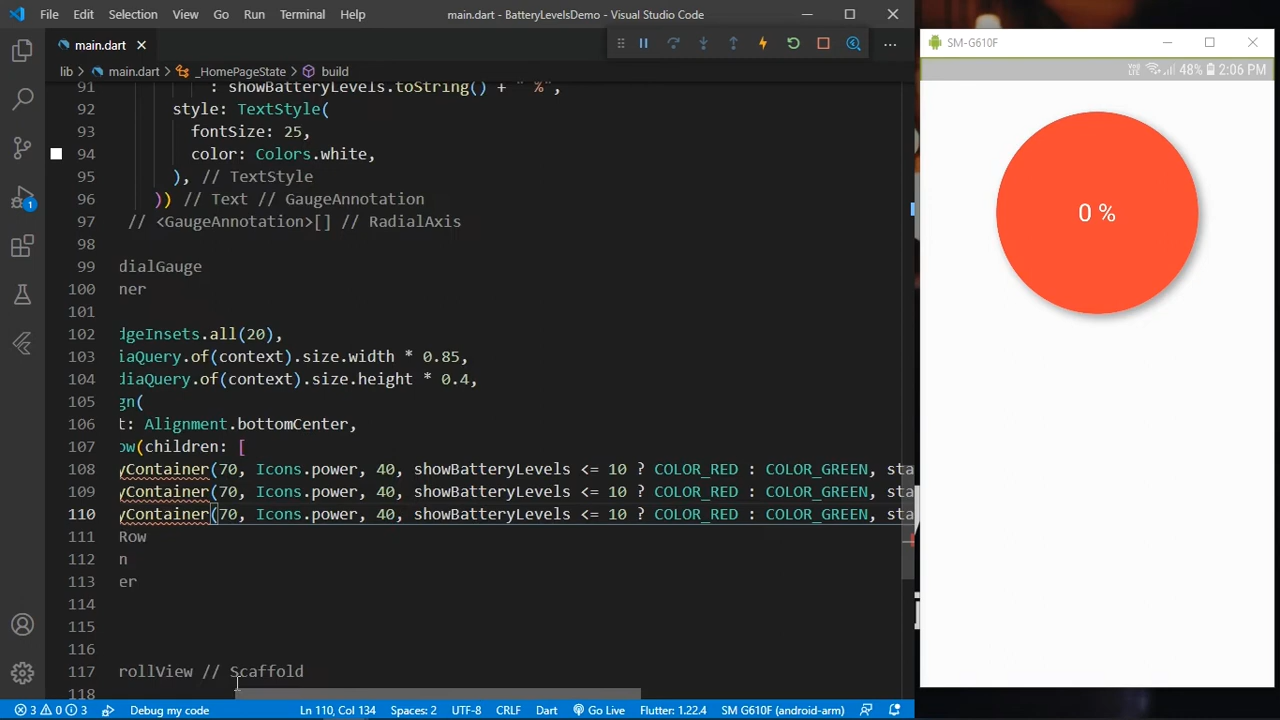 File Edit Selection View Go Run Terminal Help
main.dart - BatteryLevelsDemo - Visual Studio Code
SM-G610F
main.dart
lib > main.dart > _HomePageState > build
48% 2:06 PM
91 : showBatteryLevels.toString() + " %",
92 style: TextStyle(
93 fontSize: 25,
94 color: Colors.white,
95 ), // TextStyle
96 )) // Text // GaugeAnnotation
97 // <GaugeAnnotation>[] // RadialAxis
98
99 dialGauge
100 ner
101
102 dgeInsets.all(20),
103 diaQuery.of(context).size.width * 0.85,
104 diaQuery.of(context).size.height * 0.4,
105 gn(
106 t: Alignment.bottomCenter,
107 ow(children: [
108 yContainer(70, Icons.power, 40, showBatteryLevels <= 10 ? COLOR_RED : COLOR_GREEN, sta
109 yContainer(70, Icons.power, 40, showBatteryLevels <= 10 ? COLOR_RED : COLOR_GREEN, sta
110 yContainer(70, Icons.power, 40, showBatteryLevels <= 10 ? COLOR_RED : COLOR_GREEN, sta
111 Row
112 n
113 er
114
115
116
117 rollView // Scaffold
118
0 %
1
3 0 3 Debug my code Ln 110, Col 134 Spaces: 2 UTF-8 CRLF Dart Go Live Flutter: 1.22.4 SM G610F (android-arm)